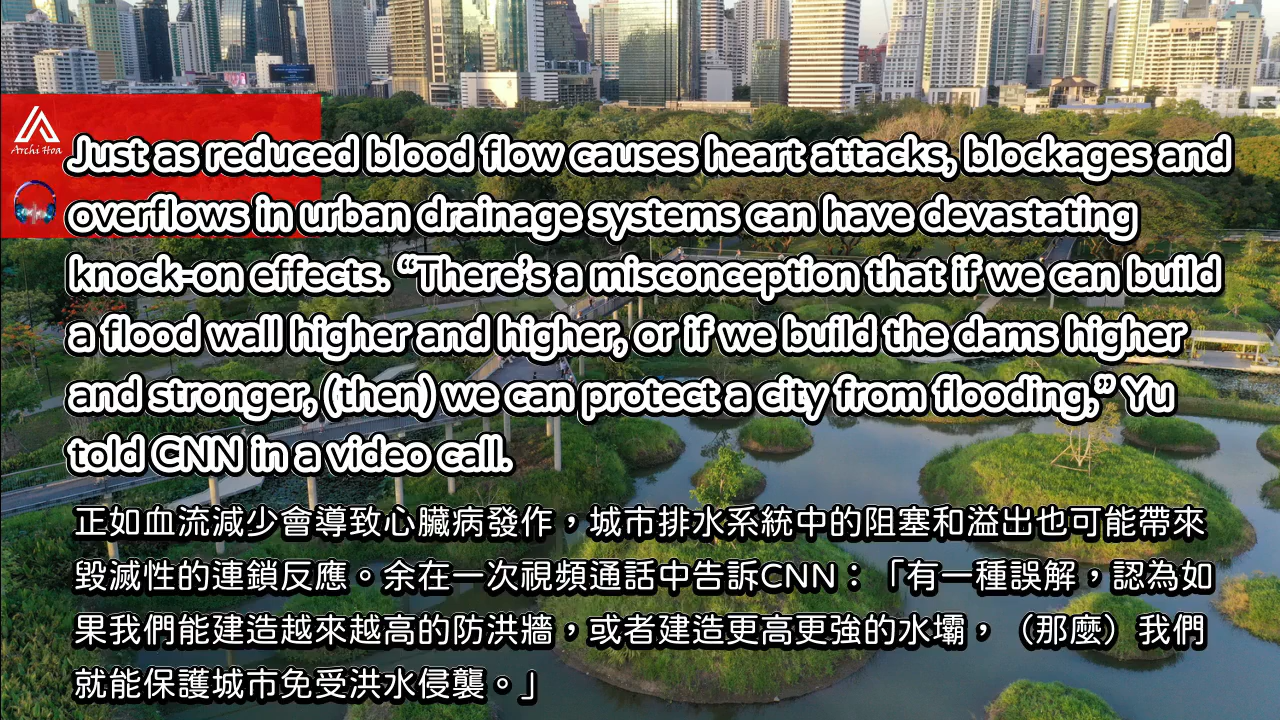 Archi Hoa
Just as reduced blood flow causes heart attacks, blockages and
overflows in urban drainage systems can have devastating
knock-on effects. “There’s a misconception that if we can build
a flood wall higher and higher, or if we build the dams higher
and stronger, (then) we can protect a city from flooding,” Yu
told CNN in a video call.
正如血流減少會導致心臟病發作，城市排水系統中的阻塞和溢出也可能帶來
毀滅性的連鎖反應。余在一次視頻通話中告訴CNN：「有一種誤解，認為如
果我們能建造越來越高的防洪牆，或者建造更高更強的水壩，（那麼）我們
就能保護城市免受洪水侵襲。」